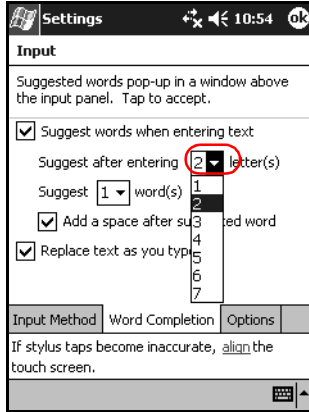 Settings 10:54 ok
Input
Suggested words pop-up in a window above
the input panel. Tap to accept.
Suggest words when entering text
Suggest after entering 2 letter(s)
Suggest 1 word(s)
1
2
Add a space after su ted word
3
4
Replace text as you typ
5
6
7
Input Method Word Completion Options
If stylus taps become inaccurate, align the
touch screen.